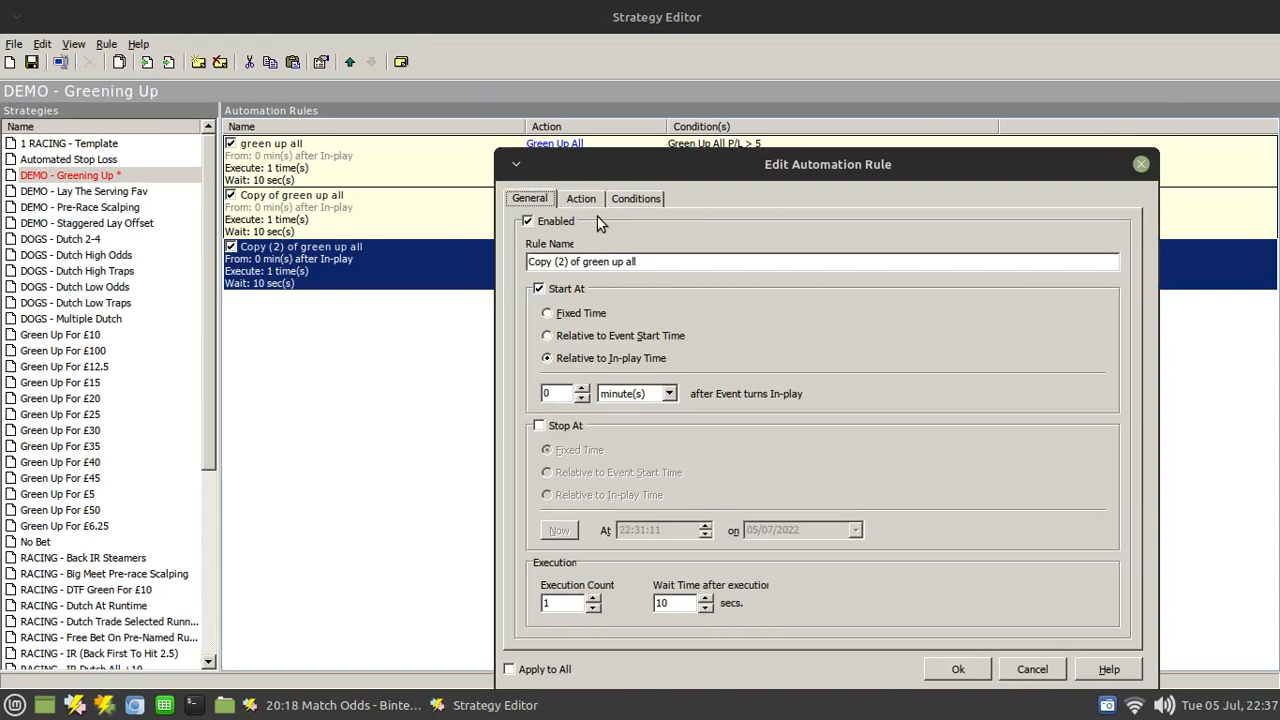 Strategy Editor
File Edit View Rule Help
DEMO - Greening Up
Strategies
Automation Rules
Name
Name Action Condition(s)
1 RACING - Template
Automated Stop Loss
DEMO - Greening Up *
DEMO - Lay The Serving Fav
DEMO - Pre-Race Scalping
DEMO - Staggered Lay Offset
DOGS - Dutch 2-4
DOGS - Dutch High Odds
DOGS - Dutch High Traps
DOGS - Dutch Low Odds
DOGS - Dutch Low Traps
DOGS - Multiple Dutch
Green Up For £10
Green Up For £100
Green Up For £12.5
Green Up For £15
Green Up For £20
Green Up For £25
Green Up For £30
Green Up For £35
Green Up For £40
Green Up For £45
Green Up For £5
Green Up For £50
Green Up For £6.25
No Bet
RACING - Back IR Steamers
RACING - Big Meet Pre-race Scalping
RACING - DTF Green For £10
RACING - Dutch At Runtime
RACING - Dutch Trade Selected Runn...
RACING - Free Bet On Pre-Named Ru...
RACING - IR (Back First To Hit 2.5)
RACING - IR Dutch All +10
green up all Green Up All Green Up All P/L > 5
From: 0 min(s) after In-play
Execute: 1 time(s)
Wait: 10 sec(s)
Copy of green up all
From: 0 min(s) after In-play
Execute: 1 time(s)
Wait: 10 sec(s)
Copy (2) of green up all
From: 0 min(s) after In-play
Execute: 1 time(s)
Wait: 10 sec(s)
Edit Automation Rule
General Action Conditions
Enabled
Rule Name
Copy (2) of green up all
Start At
Fixed Time
Relative to Event Start Time
Relative to In-play Time
0 minute(s) after Event turns In-play
Stop At
Fixed Time
Relative to Event Start Time
Relative to In-play Time
Now At 22:31:11 on 05/07/2022
Execution
Execution Count Wait Time after execution
1 10 secs.
Apply to All Ok Cancel Help
20:18 Match Odds - Binte... Strategy Editor Tue 05 Jul, 22:37